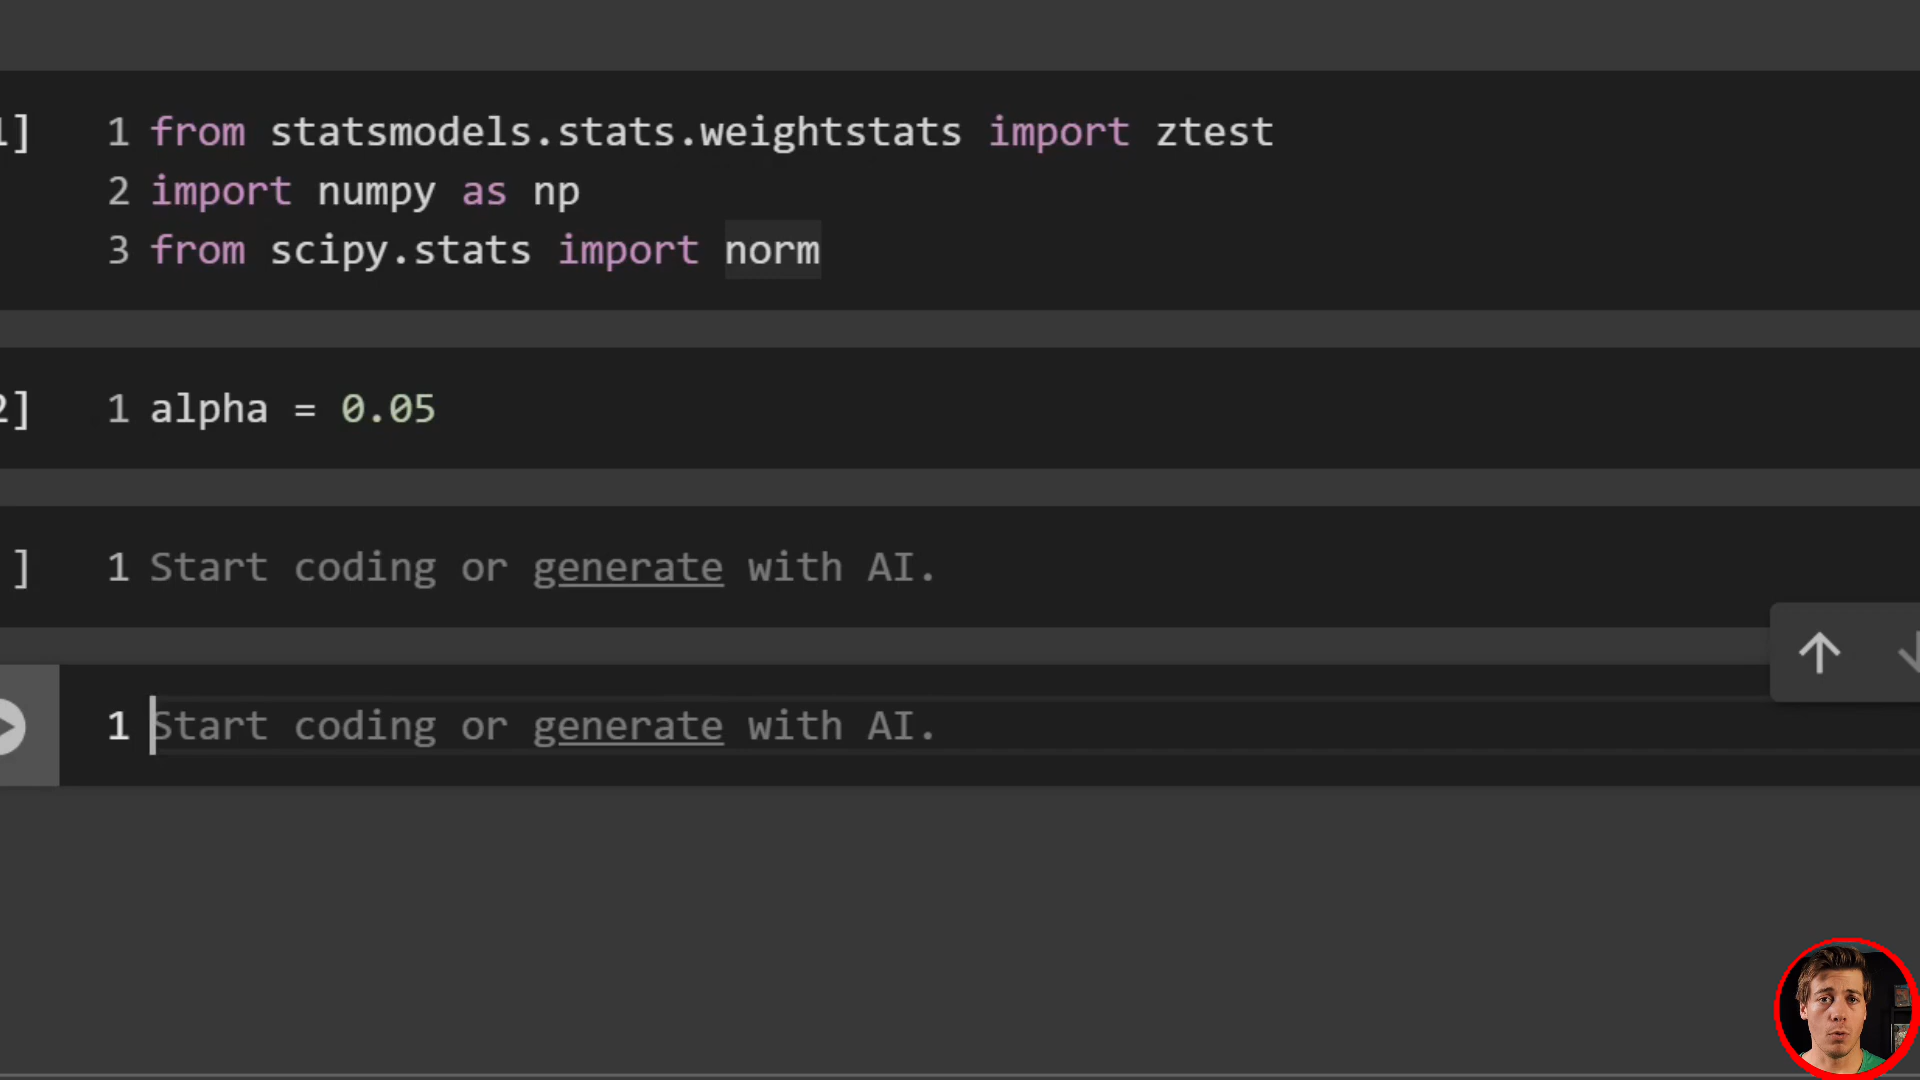 1]
1 from statsmodels.stats.weightstats import ztest
2 import numpy as np
3 from scipy.stats import norm
2]
1 alpha = 0.05
]
1 Start coding or generate with AI.
1 Start coding or generate with AI.